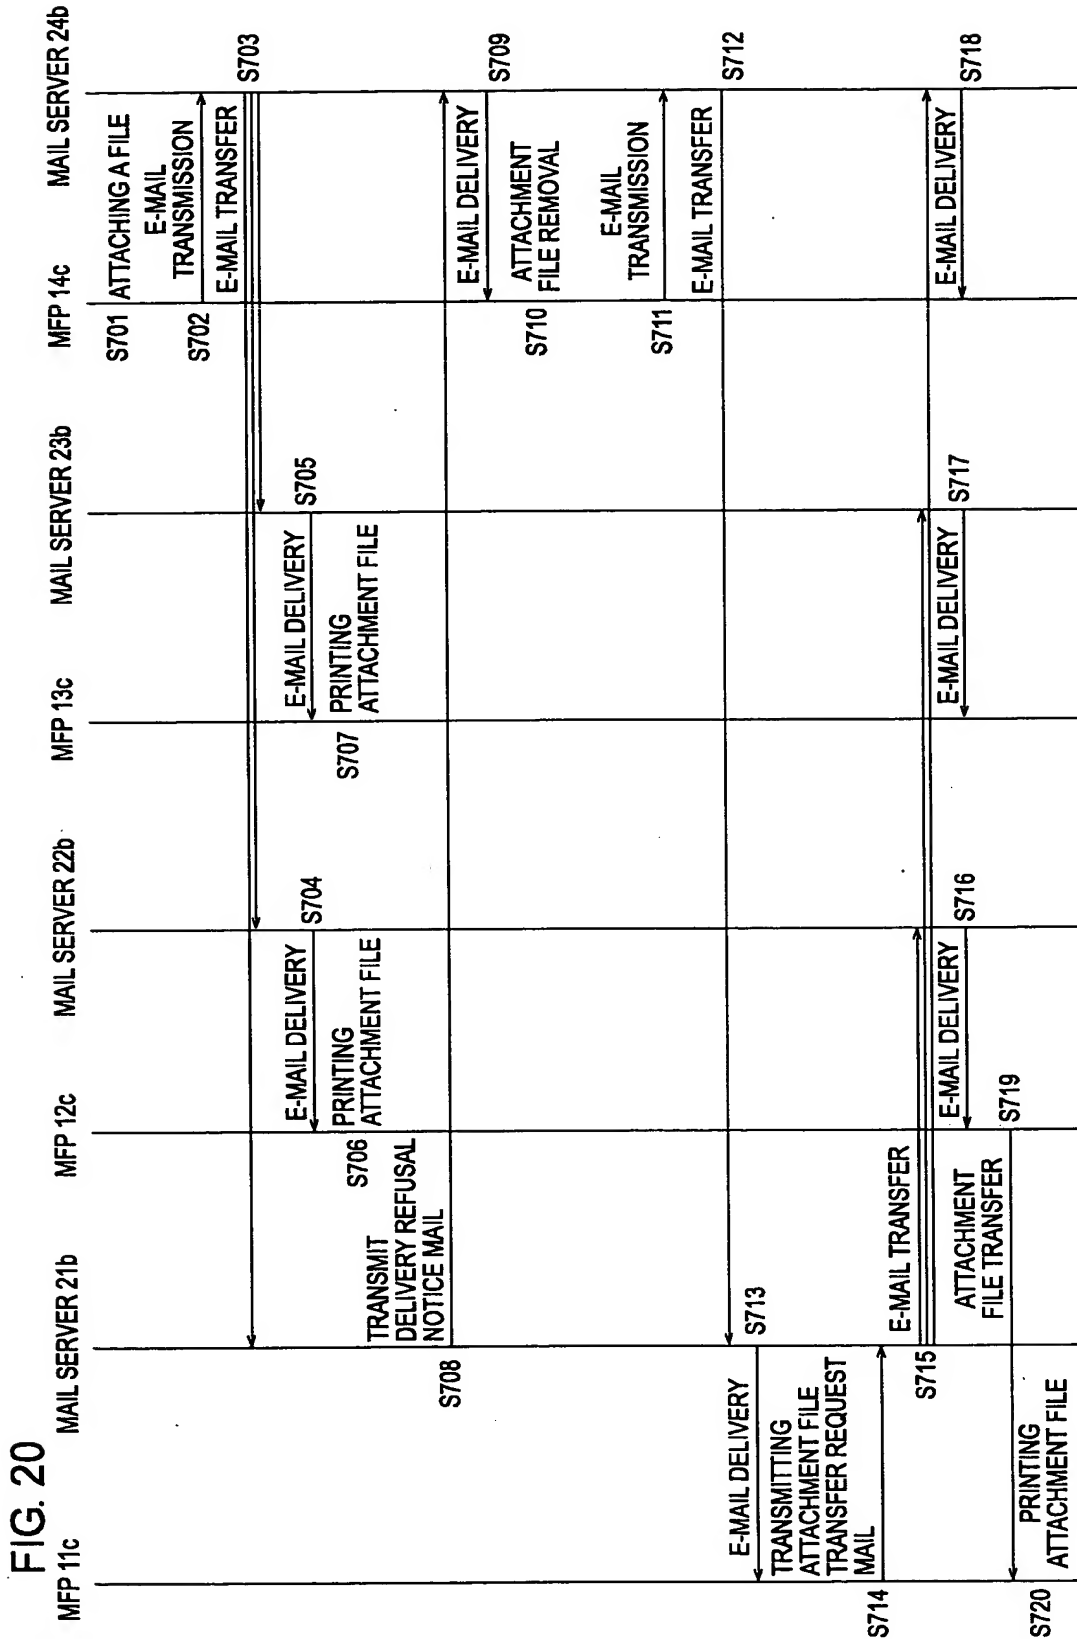 FIG. 20
MFP 11c
MAIL SERVER 21b
MFP 12c
MAIL SERVER 22b
MFP 13c
MAIL SERVER 23b
MFP 14c
MAIL SERVER 24b
S701
ATTACHING A FILE
S702
E-MAIL
TRANSMISSION
E-MAIL TRANSFER
S703
E-MAIL DELIVERY
S704
E-MAIL DELIVERY
S705
PRINTING
ATTACHMENT FILE
S706
PRINTING
ATTACHMENT FILE
S707
TRANSMIT
DELIVERY REFUSAL
NOTICE MAIL
S708
E-MAIL DELIVERY
S709
S710
ATTACHMENT
FILE REMOVAL
S711
E-MAIL
TRANSMISSION
E-MAIL TRANSFER
S712
E-MAIL DELIVERY
S713
TRANSMITTING
ATTACHMENT FILE
TRANSFER REQUEST
MAIL
S714
E-MAIL TRANSFER
S715
E-MAIL DELIVERY
S716
E-MAIL DELIVERY
S717
E-MAIL DELIVERY
S718
ATTACHMENT
FILE TRANSFER
S719
PRINTING
ATTACHMENT FILE
S720